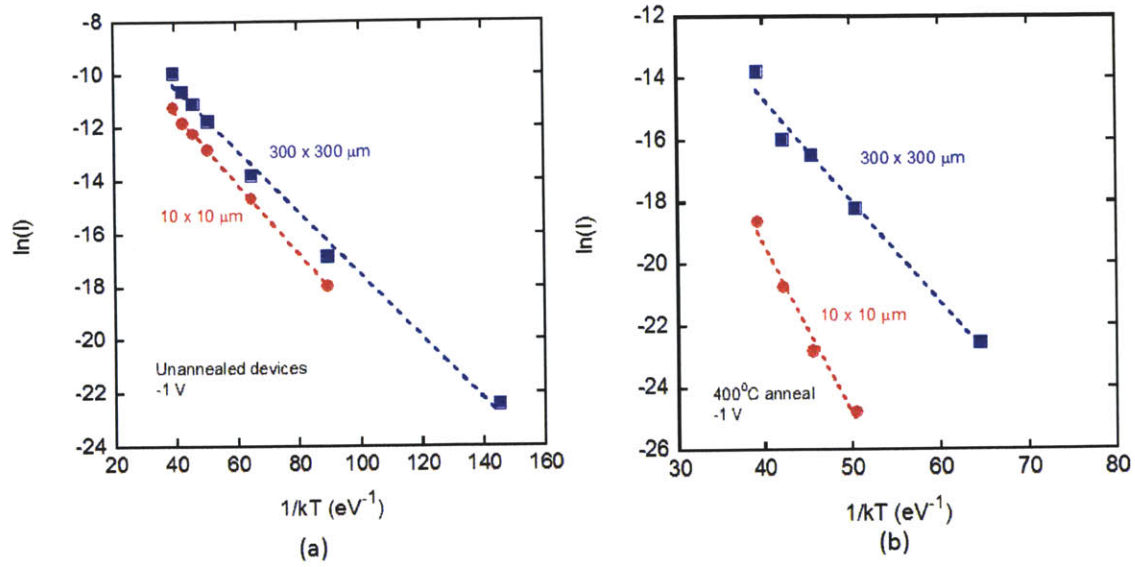 -8
-10
-12
-14
-16
-18
-20
-22
-24
ln(I)
300 x 300 μm
10 x 10 μm
Unannealed devices
-1 V
20 40 60 80 100 120 140 160
1/kT (eV⁻¹)
(a)
-12
-14
-16
-18
-20
-22
-24
-26
ln(I)
300 x 300 μm
10 x 10 μm
400⁰C anneal
-1 V
30 40 50 60 70 80
1/kT (eV⁻¹)
(b)